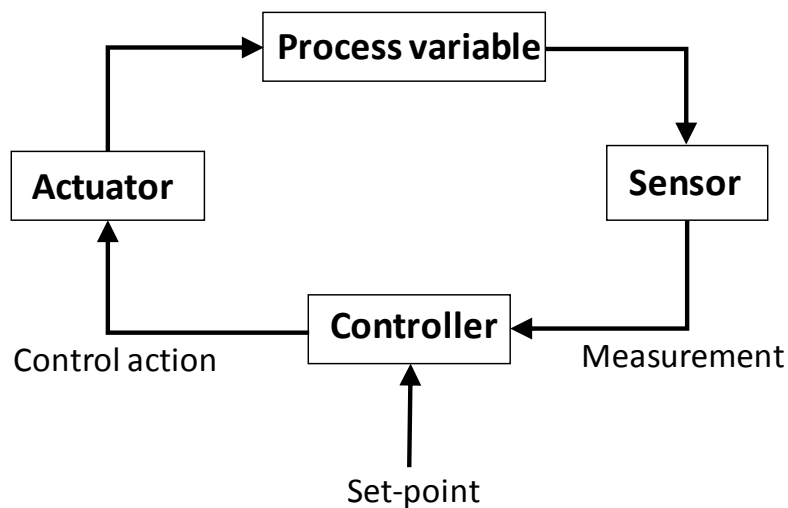 Process variable
Actuator
Sensor
Controller
Control action
Measurement
Set-point